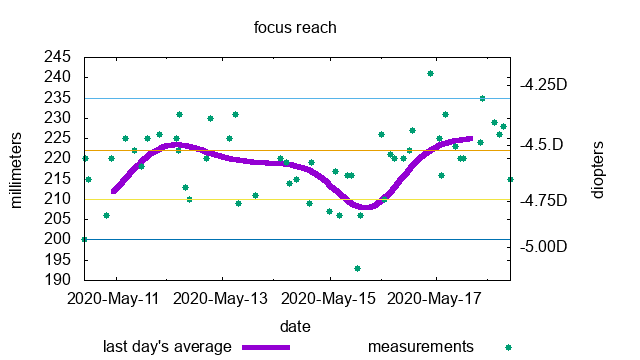 focus reach
245
240
235
230
225
220
215
210
205
200
195
190
millimeters
-4.25D
-4.5.D
-4.75D
-5.00D
diopters
2020-May-11 2020-May-13 2020-May-15 2020-May-17
date
last day's average measurements